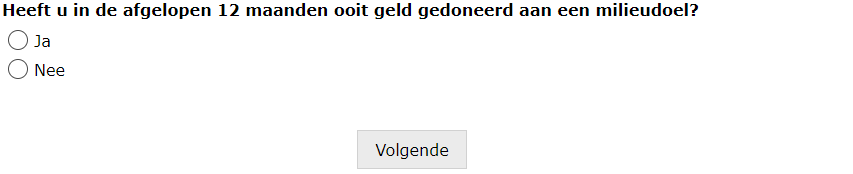 Heeft u in de afgelopen 12 maanden ooit geld gedoneerd aan een milieudoel?
Ja
Nee
Volgende